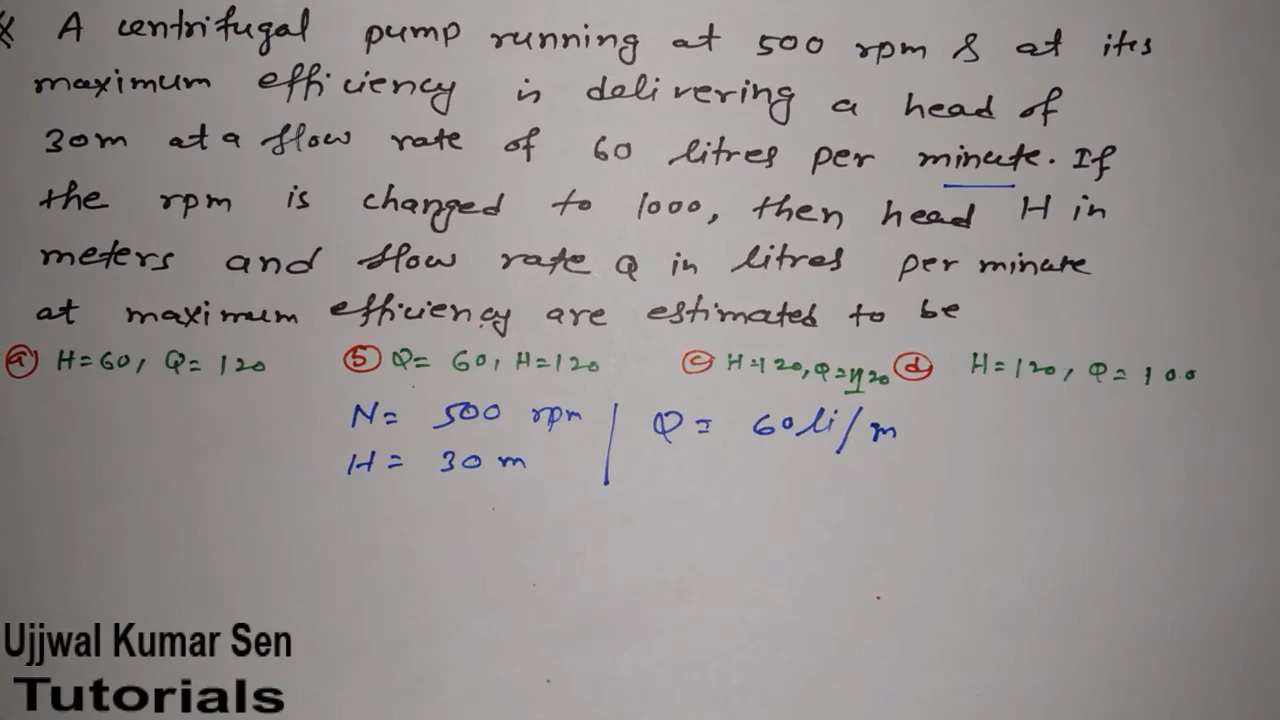 A centrifugal pump running at 500 rpm & at its
maximum efficiency is delivering a head of
30m at a flow rate of 60 litres per minute. If
the rpm is changed to 1000, then head H in
meters and flow rate Q in litres per minute
at maximum efficiency are estimated to be
(a) H=60, Q=120 (b) Q=60, H=120 (c) H=120, Q=120 (d) H=120, Q=100
N= 500 rpm | Q= 60li/m
H= 30m
Ujjwal Kumar Sen
Tutorials